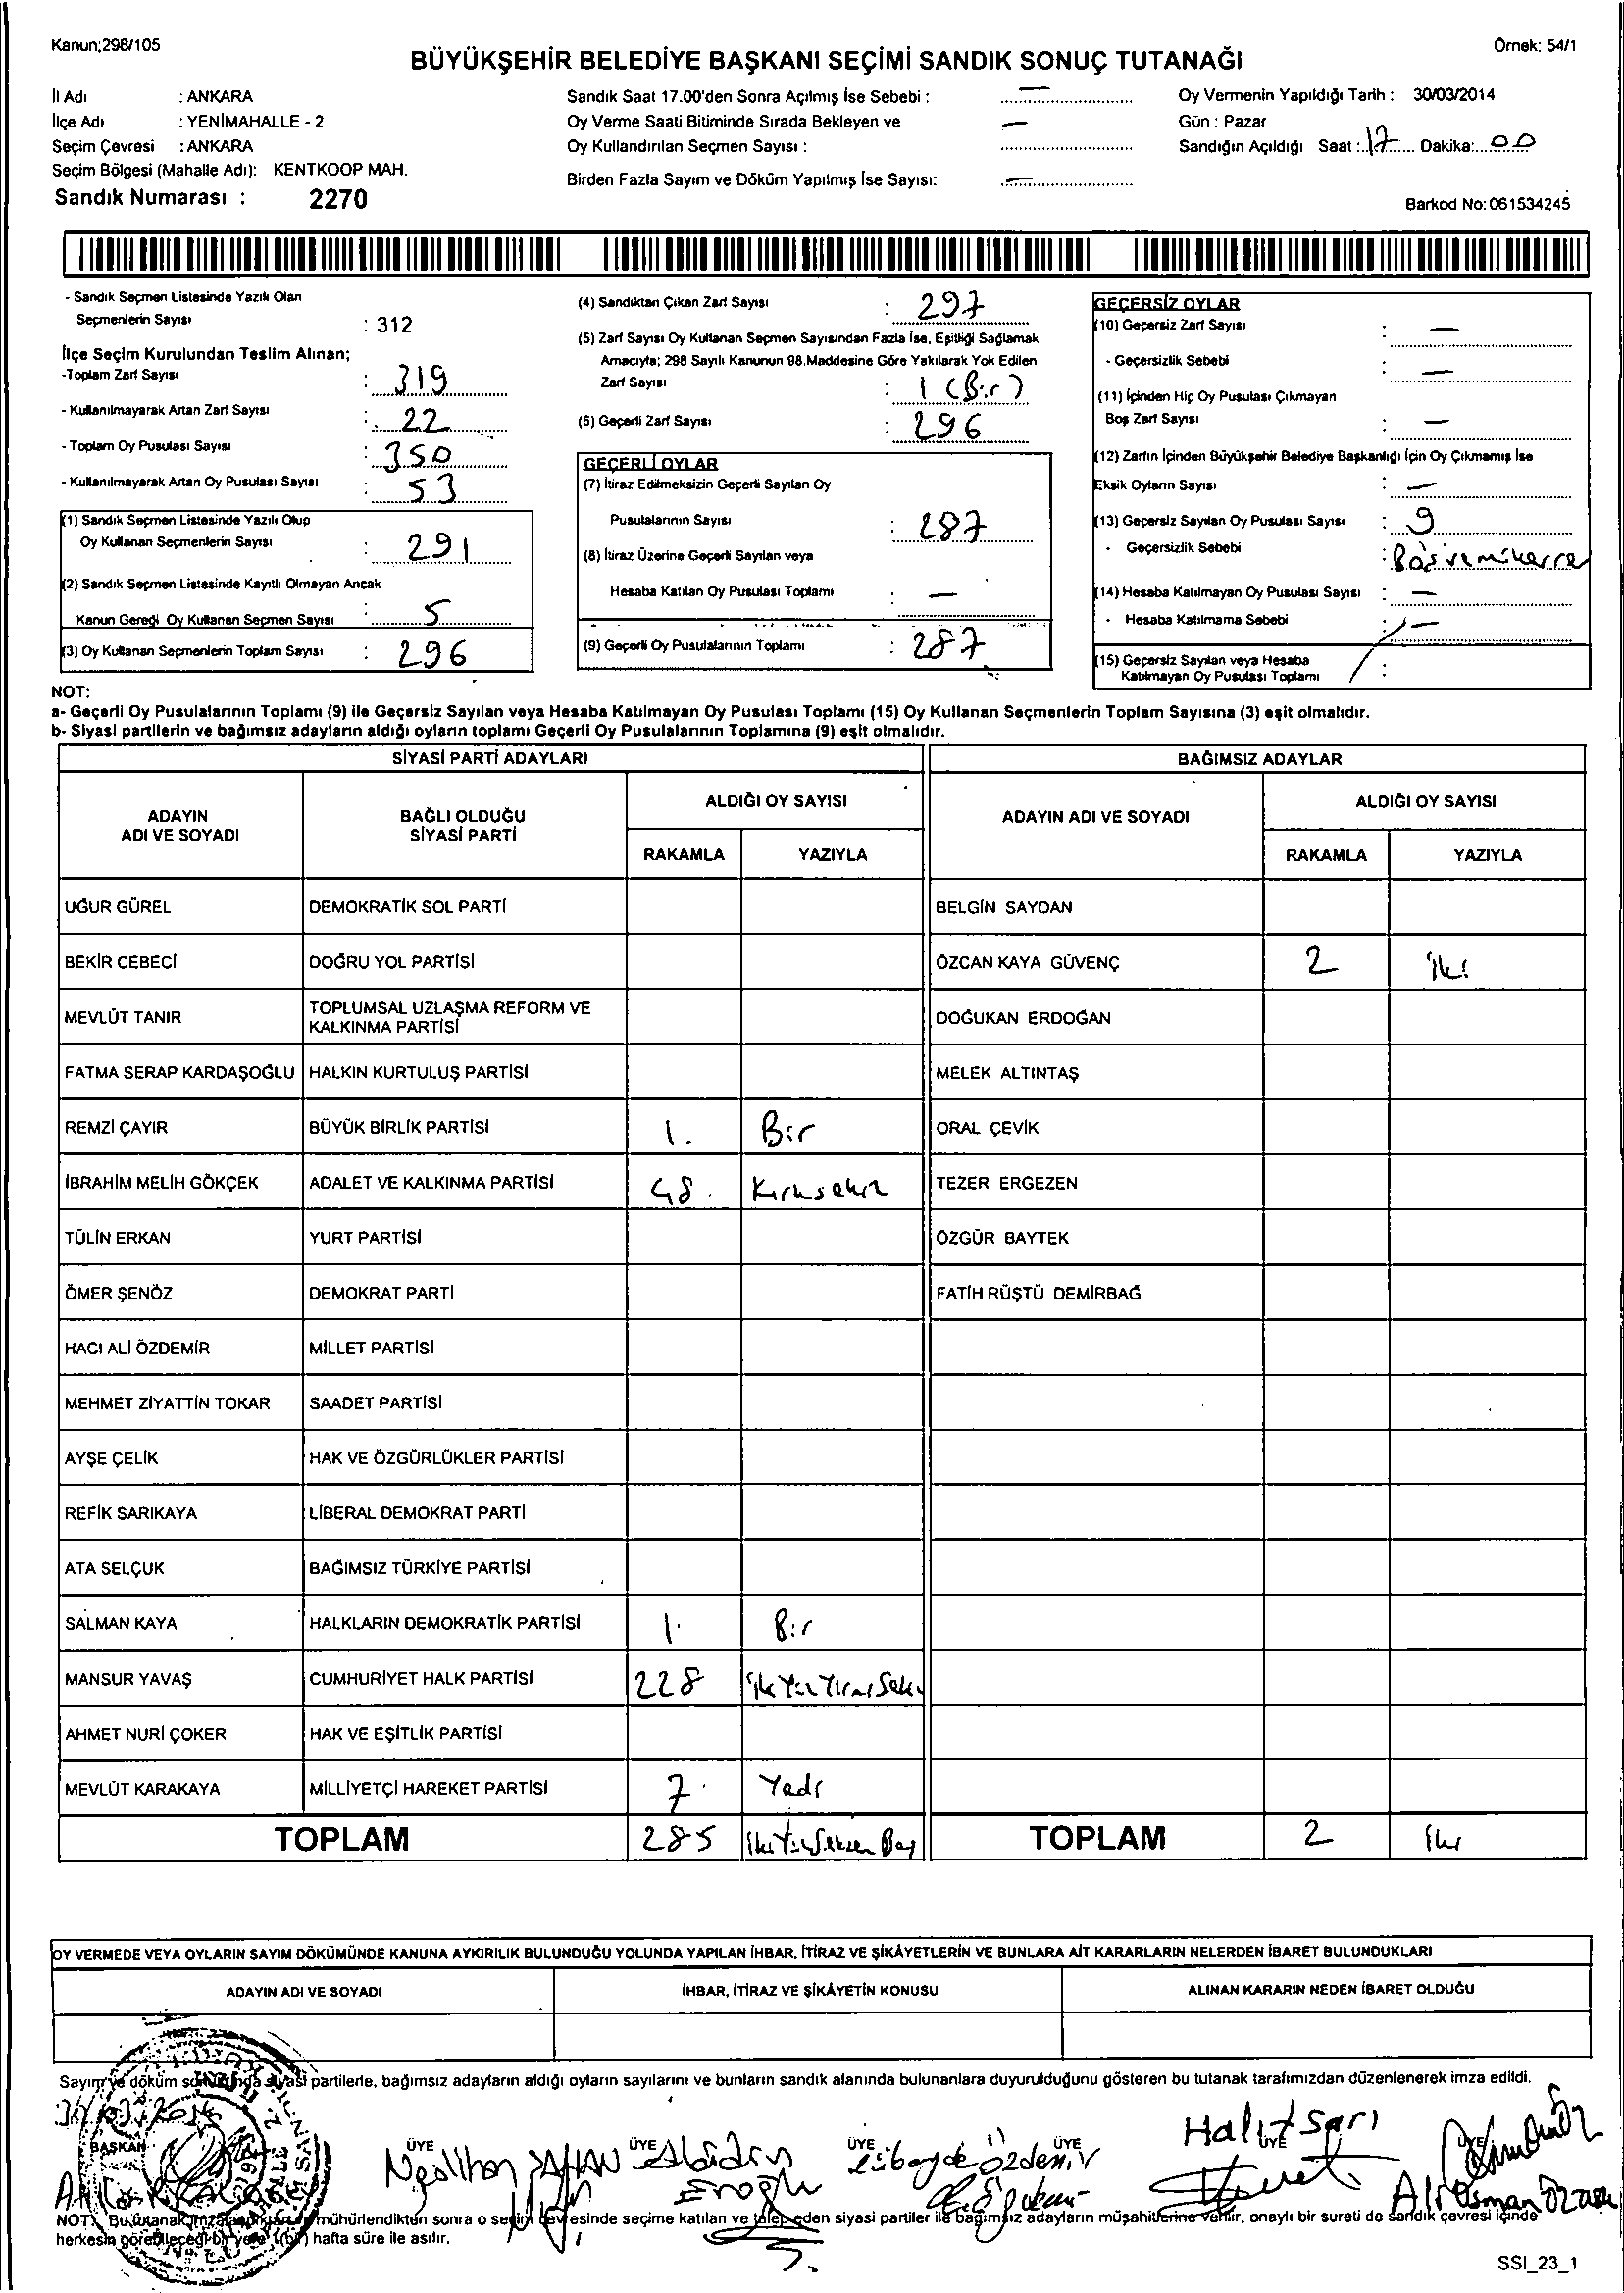 Kanun;298/105
Örnek: 54/1
BÜYÜKŞEHİR BELEDİYE BAŞKANI SEÇİMİ SANDIK SONUÇ TUTANAĞI
İl Adı : ANKARA
İlçe Adı : YENİMAHALLE - 2
Seçim Çevresi : ANKARA
Seçim Bölgesi (Mahalle Adı): KENTKOOP MAH.
Sandık Numarası : 2270
Sandık Saat 17.00'den Sonra Açılmış İse Sebebi : —
Oy Verme Saati Bitiminde Sırada Bekleyen ve —
Oy Kullandırılan Seçmen Sayısı :
Birden Fazla Sayım ve Döküm Yapılmış İse Sayısı: —
Oy Vermenin Yapıldığı Tarih : 30/03/2014
Gün : Pazar
Sandığın Açıldığı Saat : 17 Dakika: 00
Barkod No: 061534245
- Sandık Seçmen Listesinde Yazılı Olan
Seçmenlerin Sayısı : 312
İlçe Seçim Kurulundan Teslim Alınan;
-Toplam Zarf Sayısı : 319
- Kullanılmayarak Artan Zarf Sayısı : 22
- Toplam Oy Pusulası Sayısı : 350
- Kullanılmayarak Artan Oy Pusulası Sayısı : 53
(1) Sandık Seçmen Listesinde Yazılı Olup
Oy Kullanan Seçmenlerin Sayısı : 291
(2) Sandık Seçmen Listesinde Kayıtlı Olmayan Ancak
Kanun Gereği Oy Kullanan Seçmen Sayısı : 5
(3) Oy Kullanan Seçmenlerin Toplam Sayısı : 296
(4) Sandıktan Çıkan Zarf Sayısı : 297
(5) Zarf Sayısı Oy Kullanan Seçmen Sayısından Fazla İse, Eşitliği Sağlamak
Amacıyla; 298 Sayılı Kanunun 98.Maddesine Göre Yakılarak Yok Edilen
Zarf Sayısı : 1 (Bir)
(6) Geçerli Zarf Sayısı : 296
GEÇERLİ OYLAR
(7) İtiraz Edilmeksizin Geçerli Sayılan Oy
Pusulalarının Sayısı : 287
(8) İtiraz Üzerine Geçerli Sayılan veya
Hesaba Katılan Oy Pusulası Toplamı : —
(9) Geçerli Oy Pusulalarının Toplamı : 287
GEÇERSİZ OYLAR
(10) Geçersiz Zarf Sayısı : —
- Geçersizlik Sebebi : —
(11) İçinden Hiç Oy Pusulası Çıkmayan
Boş Zarf Sayısı : —
(12) Zarfın İçinden Büyükşehir Belediye Başkanlığı İçin Oy Çıkmamış İse
Eksik Oyların Sayısı : —
(13) Geçersiz Sayılan Oy Pusulası Sayısı : 9
- Geçersizlik Sebebi :
(14) Hesaba Katılmayan Oy Pusulası Sayısı : —
- Hesaba Katılmama Sebebi : —
(15) Geçersiz Sayılan veya Hesaba
Katılmayan Oy Pusulası Toplamı :
NOT:
a- Geçerli Oy Pusulalarının Toplamı (9) ile Geçersiz Sayılan veya Hesaba Katılmayan Oy Pusulası Toplamı (15) Oy Kullanan Seçmenlerin Toplam Sayısına (3) eşit olmalıdır.
b- Siyasi partilerin ve bağımsız adayların aldığı oyların toplamı Geçerli Oy Pusulalarının Toplamına (9) eşit olmalıdır.
SİYASİ PARTİ ADAYLARI
ADAYIN
ADI VE SOYADI
BAĞLI OLDUĞU
SİYASİ PARTİ
ALDIĞI OY SAYISI
RAKAMLA YAZIYLA
UĞUR GÜREL DEMOKRATİK SOL PARTİ
BEKİR CEBECİ DOĞRU YOL PARTİSİ
MEVLÜT TANIR TOPLUMSAL UZLAŞMA REFORM VE
KALKINMA PARTİSİ
FATMA SERAP KARDAŞOĞLU HALKIN KURTULUŞ PARTİSİ
REMZİ ÇAYIR BÜYÜK BİRLİK PARTİSİ 1. Bir
İBRAHİM MELİH GÖKÇEK ADALET VE KALKINMA PARTİSİ 48. Kırksekiz
TÜLİN ERKAN YURT PARTİSİ
ÖMER ŞENÖZ DEMOKRAT PARTİ
HACI ALİ ÖZDEMİR MİLLET PARTİSİ
MEHMET ZİYATTİN TOKAR SAADET PARTİSİ
AYŞE ÇELİK HAK VE ÖZGÜRLÜKLER PARTİSİ
REFİK SARIKAYA LİBERAL DEMOKRAT PARTİ
ATA SELÇUK BAĞIMSIZ TÜRKİYE PARTİSİ
SALMAN KAYA HALKLARIN DEMOKRATİK PARTİSİ 1. Bir
MANSUR YAVAŞ CUMHURİYET HALK PARTİSİ 228
AHMET NURİ ÇOKER HAK VE EŞİTLİK PARTİSİ
MEVLÜT KARAKAYA MİLLİYETÇİ HAREKET PARTİSİ 7. Yedi
TOPLAM 285 İkiYüzSeksen Beş
BAĞIMSIZ ADAYLAR
ADAYIN ADI VE SOYADI
ALDIĞI OY SAYISI
RAKAMLA YAZIYLA
BELGİN SAYDAN
ÖZCAN KAYA GÜVENÇ 2 iki
DOĞUKAN ERDOĞAN
MELEK ALTINTAŞ
ORAL ÇEVİK
TEZER ERGEZEN
ÖZGÜR BAYTEK
FATİH RÜŞTÜ DEMİRBAĞ
TOPLAM 2 iki
OY VERMEDE VEYA OYLARIN SAYIM DÖKÜMÜNDE KANUNA AYKIRILIK BULUNDUĞU YOLUNDA YAPILAN İHBAR, İTİRAZ VE ŞİKÂYETLERİN VE BUNLARA AİT KARARLARIN NELERDEN İBARET BULUNDUKLARI
ADAYIN ADI VE SOYADI
İHBAR, İTİRAZ VE ŞİKÂYETİN KONUSU
ALINAN KARARIN NEDEN İBARET OLDUĞU
Sayım ve döküm sonucunda siyasi partilerle, bağımsız adayların aldığı oyların sayılarını ve bunların sandık alanında bulunanlara duyurulduğunu gösteren bu tutanak tarafımızdan düzenlenerek imza edildi.
BAŞKAN ÜYE ÜYE ÜYE ÜYE ÜYE ÜYE
Halit Sarı
Eroğlu
Özdemir
Ali Osman
NOT: Bu tutanak mühürlendikten sonra o seçim çevresinde seçime katılan ve talep eden siyasi partiler ile bağımsız adayların müşahitlerine verilir, onaylı bir sureti de sandık çevresi içinde
herkesin görebileceği bir yere 1(bir) hafta süre ile asılır.
SSI_23_1